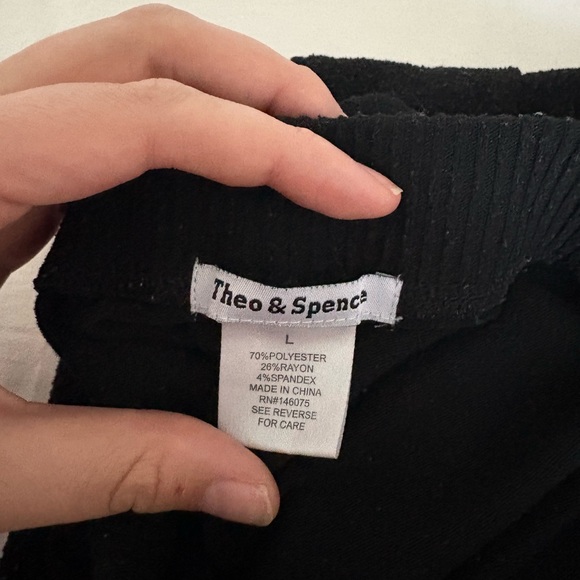 Theo & Spence
L
70%POLYESTER
26%RAYON
4%SPANDEX
MADE IN CHINA
RN#146075
SEE REVERSE
FOR CARE